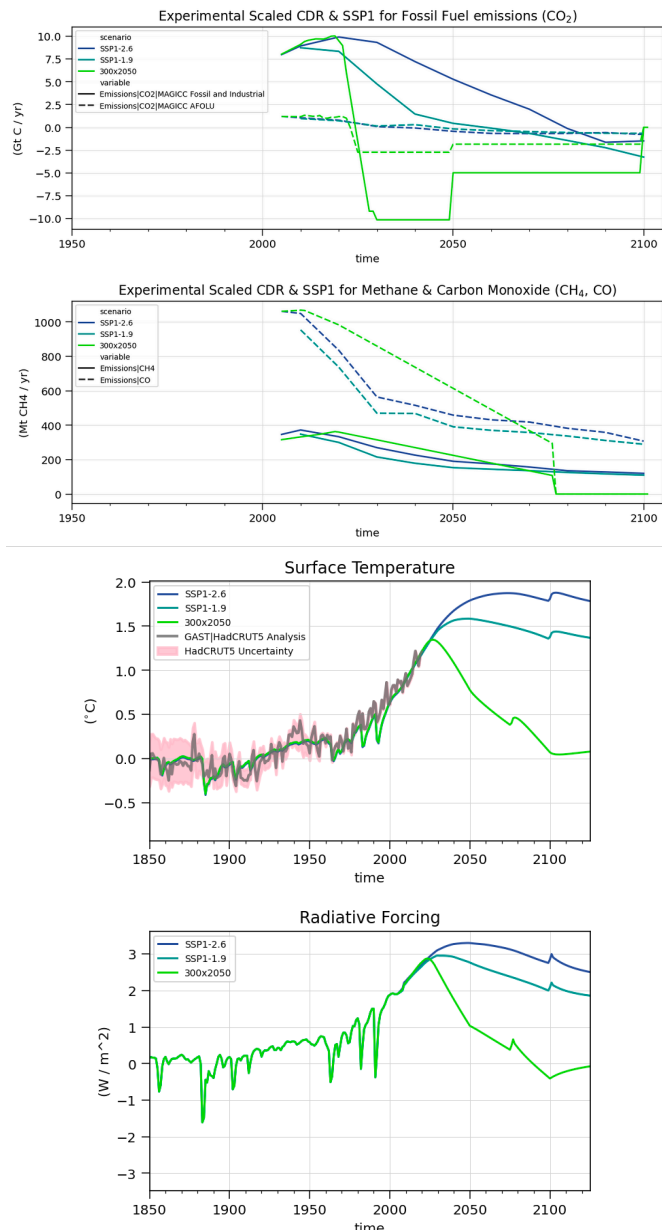 Experimental Scaled CDR & SSP1 for Fossil Fuel emissions (CO₂)
(Gt C / yr)
10.0
7.5
5.0
2.5
0.0
−2.5
−5.0
−7.5
−10.0
scenario
SSP1-2.6
SSP1-1.9
300x2050
variable
Emissions|CO2|MAGICC Fossil and Industrial
Emissions|CO2|MAGICC AFOLU
1950
2000
2050
2100
time
Experimental Scaled CDR & SSP1 for Methane & Carbon Monoxide (CH₄, CO)
(Mt CH4 / yr)
1000
800
600
400
200
0
scenario
SSP1-2.6
SSP1-1.9
300x2050
variable
Emissions|CH4
Emissions|CO
1950
2000
2050
2100
time
Surface Temperature
(°C)
2.0
1.5
1.0
0.5
0.0
−0.5
SSP1-2.6
SSP1-1.9
300x2050
GAST|HadCRUT5 Analysis
HadCRUT5 Uncertainty
1850
1900
1950
2000
2050
2100
time
Radiative Forcing
(W / m^2)
3
2
1
0
−1
−2
−3
SSP1-2.6
SSP1-1.9
300x2050
1850
1900
1950
2000
2050
2100
time